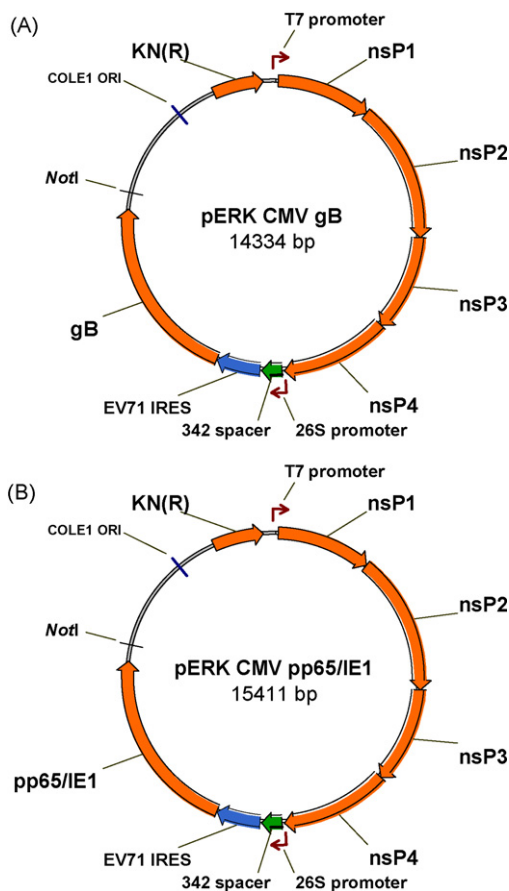 (A)
T7 promoter
KN(R)
nsP1
COLE1 ORI
nsP2
NotI
pERK CMV gB
14334 bp
nsP3
gB
EV71 IRES
nsP4
342 spacer
26S promoter
(B)
T7 promoter
KN(R)
nsP1
COLE1 ORI
nsP2
NotI
pERK CMV pp65/IE1
15411 bp
nsP3
pp65/IE1
EV71 IRES
nsP4
342 spacer
26S promoter